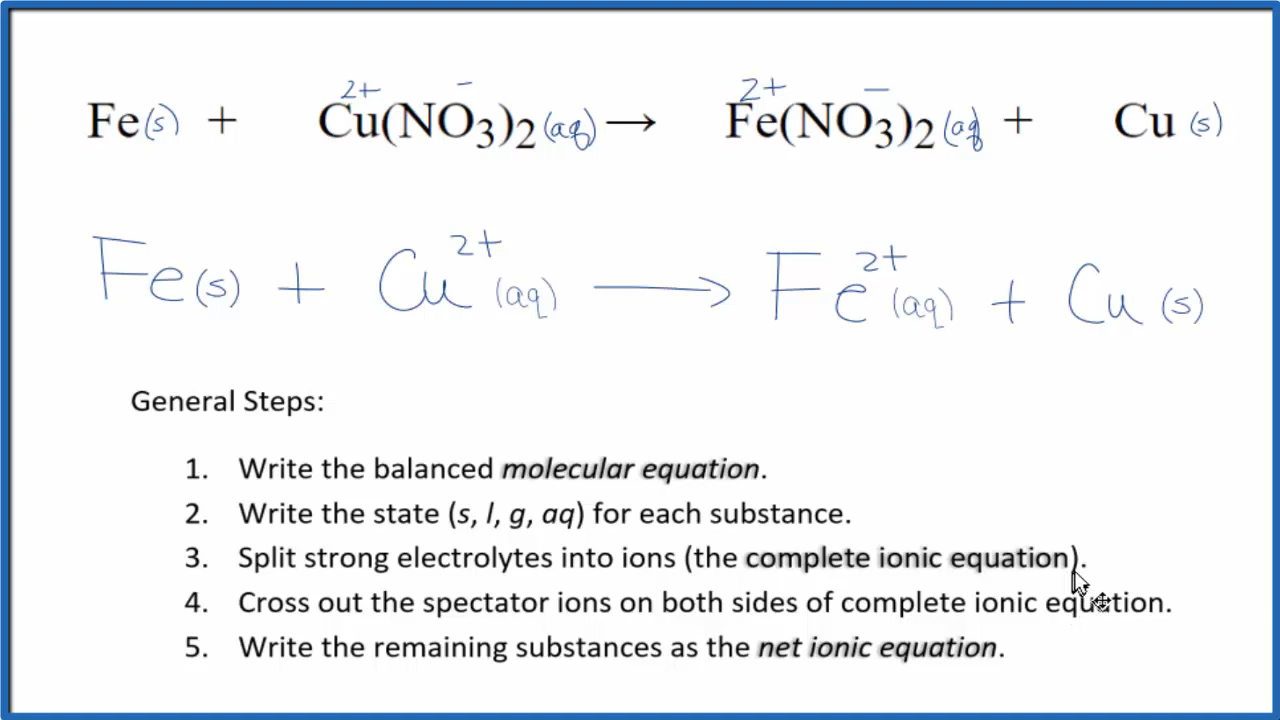 Fe(s) + Cu²⁺(NO₃⁻)₂(aq) → Fe²⁺(NO₃⁻)₂(aq + Cu (s)
Fe(s) + Cu²⁺(aq) → Fe²⁺(aq) + Cu (s)
General Steps:
1. Write the balanced molecular equation.
2. Write the state (s, l, g, aq) for each substance.
3. Split strong electrolytes into ions (the complete ionic equation).
4. Cross out the spectator ions on both sides of complete ionic equation.
5. Write the remaining substances as the net ionic equation.